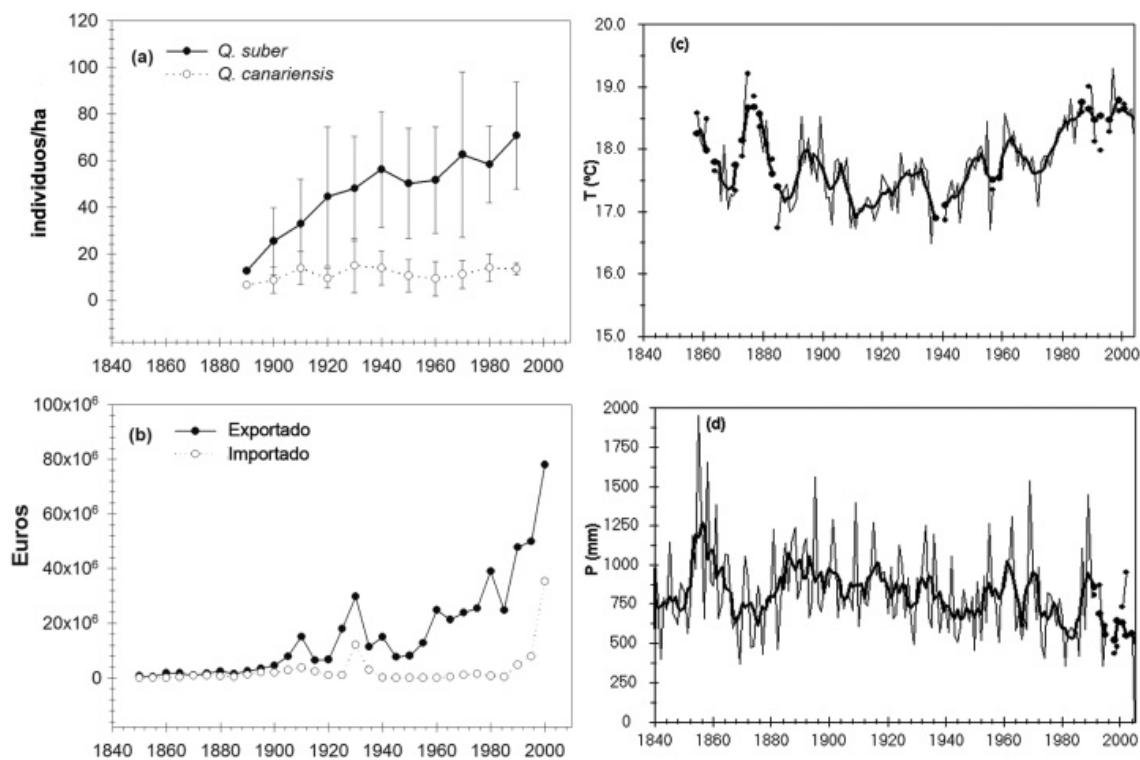 120
100
80
60
40
20
0
individuos/ha
(a)
Q. suber
Q. canariensis
1840 1860 1880 1900 1920 1940 1960 1980 2000
20.0
19.0
18.0
17.0
16.0
15.0
T (ºC)
(c)
1840 1860 1880 1900 1920 1940 1960 1980 2000
100x10⁶
80x10⁶
60x10⁶
40x10⁶
20x10⁶
0
Euros
(b)
Exportado
Importado
1840 1860 1880 1900 1920 1940 1960 1980 2000
2000
1750
1500
1250
1000
750
500
250
0
P (mm)
(d)
1840 1860 1880 1900 1920 1940 1960 1980 2000